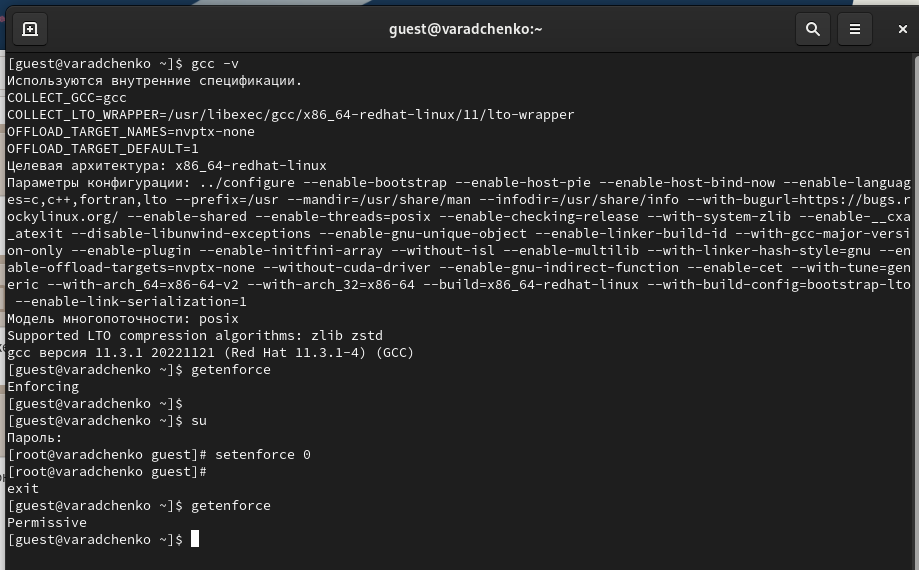 guest@varadchenko:~
[guest@varadchenko ~]$ gcc -v
Используются внутренние спецификации.
COLLECT_GCC=gcc
COLLECT_LTO_WRAPPER=/usr/libexec/gcc/x86_64-redhat-linux/11/lto-wrapper
OFFLOAD_TARGET_NAMES=nvptx-none
OFFLOAD_TARGET_DEFAULT=1
Целевая архитектура: x86_64-redhat-linux
Параметры конфигурации: ../configure --enable-bootstrap --enable-host-pie --enable-host-bind-now --enable-languag
es=c,c++,fortran,lto --prefix=/usr --mandir=/usr/share/man --infodir=/usr/share/info --with-bugurl=https://bugs.r
ockylinux.org/ --enable-shared --enable-threads=posix --enable-checking=release --with-system-zlib --enable-__cxa
_atexit --disable-libunwind-exceptions --enable-gnu-unique-object --enable-linker-build-id --with-gcc-major-versi
on-only --enable-plugin --enable-initfini-array --without-isl --enable-multilib --with-linker-hash-style=gnu --en
able-offload-targets=nvptx-none --without-cuda-driver --enable-gnu-indirect-function --enable-cet --with-tune=gen
eric --with-arch_64=x86-64-v2 --with-arch_32=x86-64 --build=x86_64-redhat-linux --with-build-config=bootstrap-lto
--enable-link-serialization=1
Модель многопоточности: posix
Supported LTO compression algorithms: zlib zstd
gcc версия 11.3.1 20221121 (Red Hat 11.3.1-4) (GCC)
[guest@varadchenko ~]$ getenforce
Enforcing
[guest@varadchenko ~]$
[guest@varadchenko ~]$ su
Пароль:
[root@varadchenko guest]# setenforce 0
[root@varadchenko guest]#
exit
[guest@varadchenko ~]$ getenforce
Permissive
[guest@varadchenko ~]$